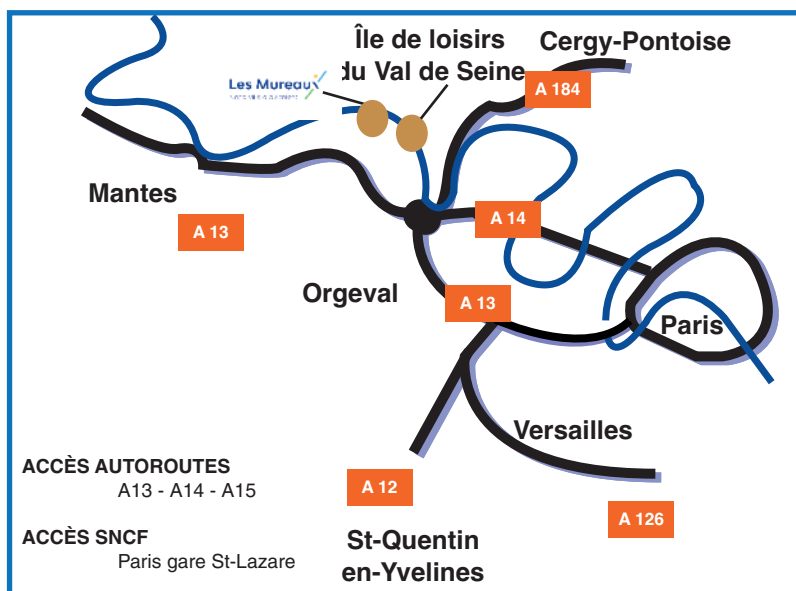 Île de loisirs
du Val de Seine
Cergy-Pontoise
Les Mureaux
A 184
Mantes
A 13
A 14
Orgeval
A 13
Paris
Versailles
ACCÈS AUTOROUTES
A13 - A14 - A15
A 12
A 126
ACCÈS SNCF
Paris gare St-Lazare
St-Quentin
en-Yvelines